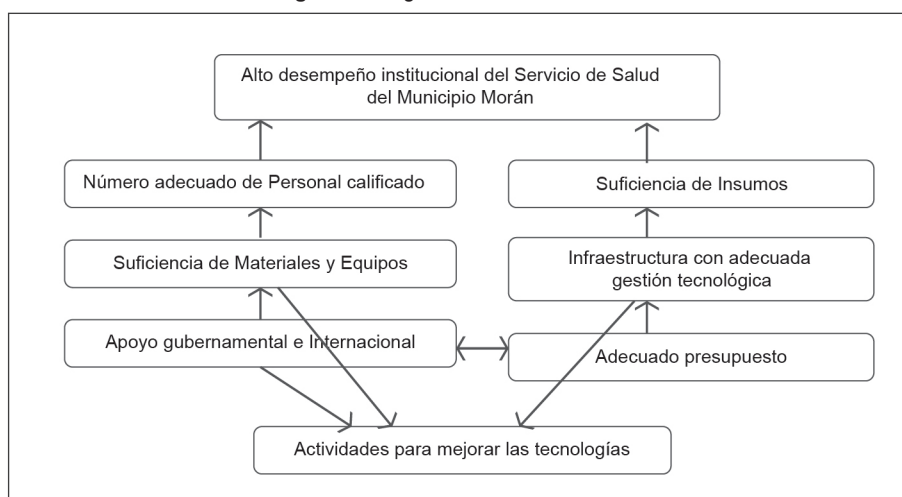 Alto desempeño institucional del Servicio de Salud
del Municipio Morán
Número adecuado de Personal calificado
Suficiencia de Insumos
Suficiencia de Materiales y Equipos
Infraestructura con adecuada
gestión tecnológica
Apoyo gubernamental e Internacional
Adecuado presupuesto
Actividades para mejorar las tecnologías